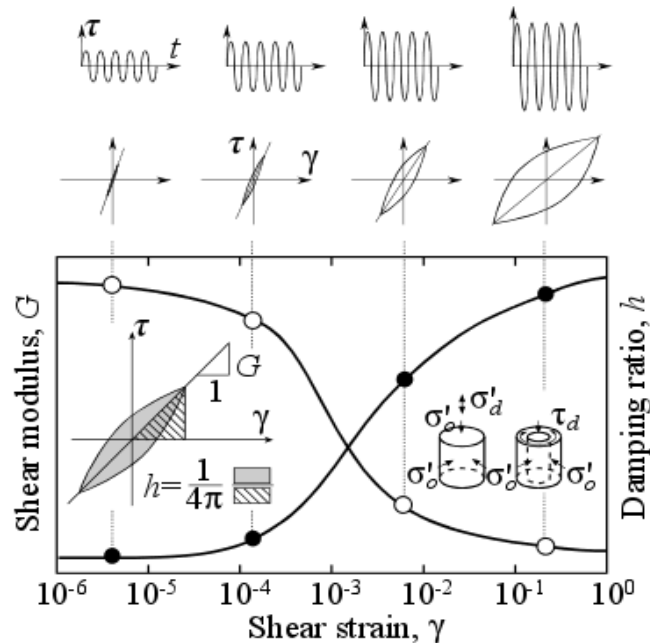 τ
t
τ
γ
Shear modulus, G
τ
G
1
γ
h = 1/4π
σ'o
σ'd
τd
σ'o
σ'o
σ'o
Damping ratio, h
10⁻⁶ 10⁻⁵ 10⁻⁴ 10⁻³ 10⁻² 10⁻¹ 10⁰
Shear strain, γ